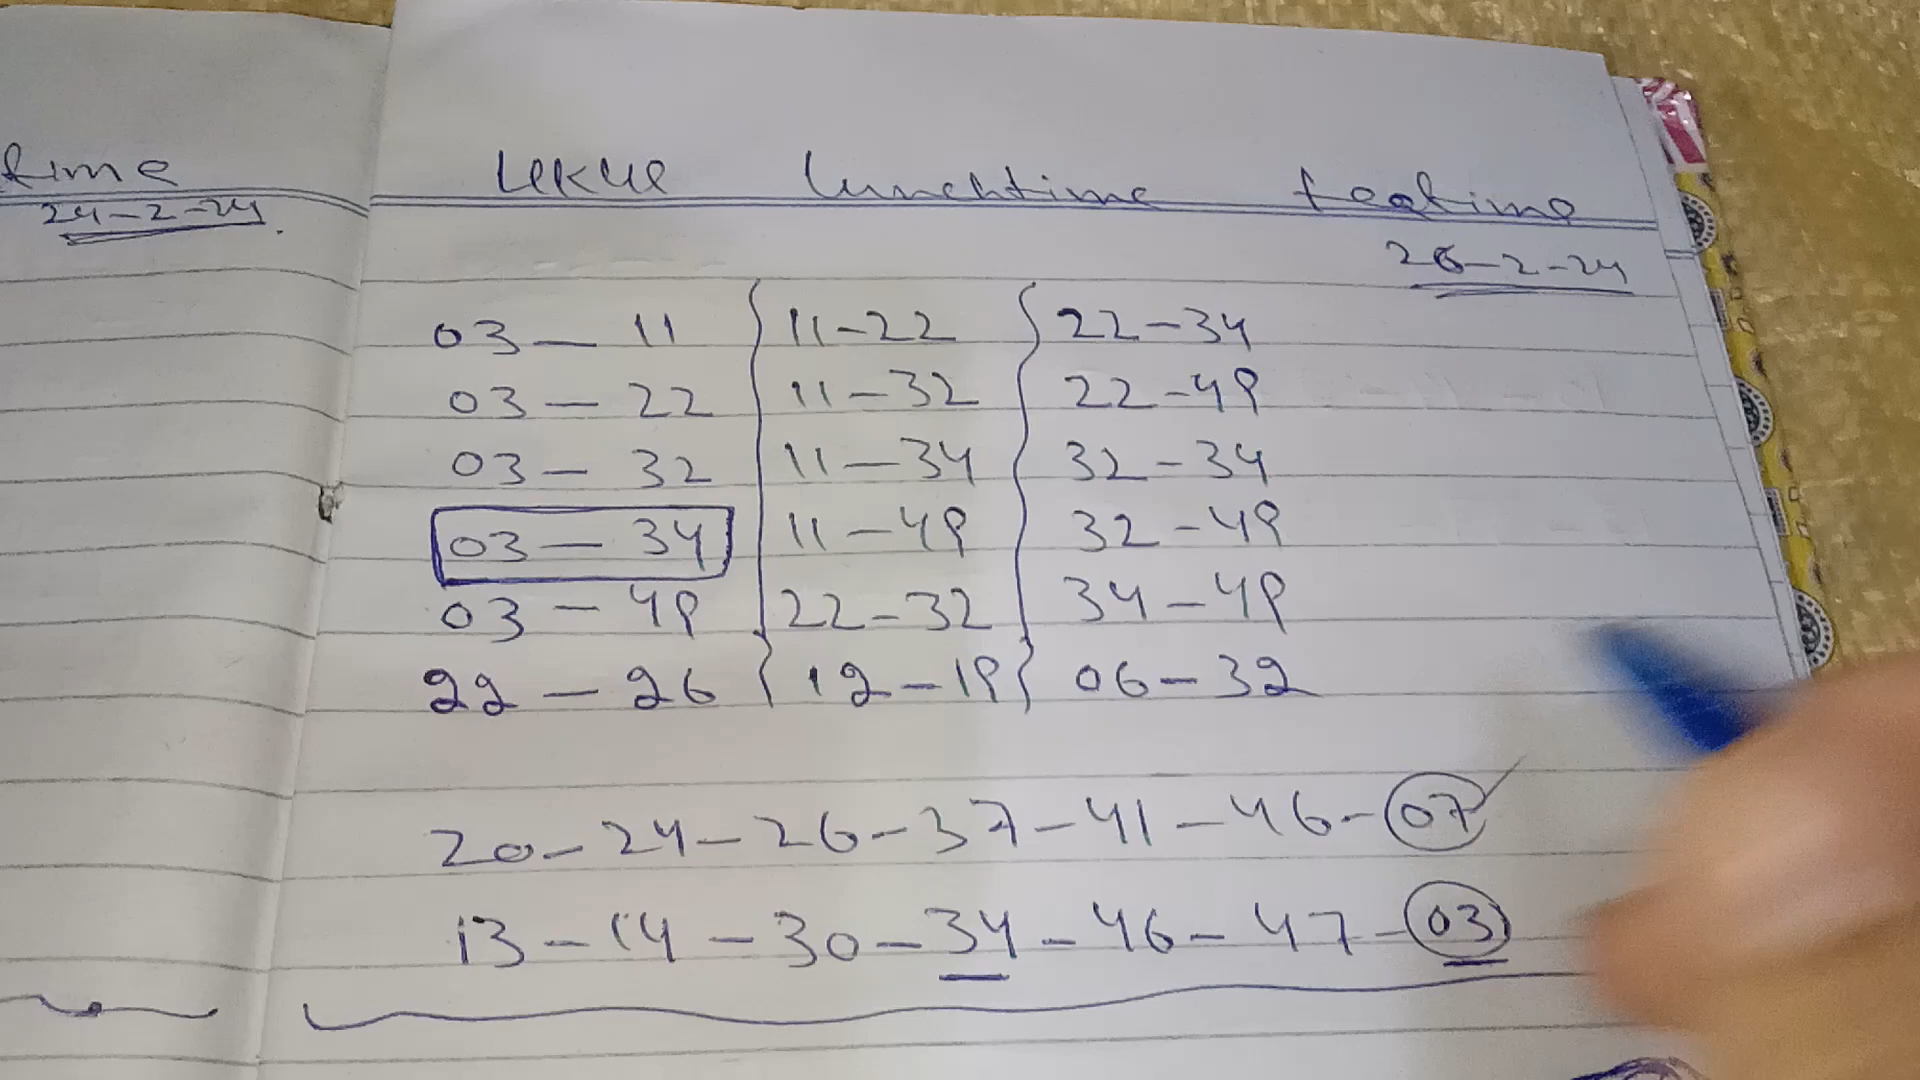 time
24-2-24
UK49 Lunchtime teatime
26-2-24
03 — 11 11-22 22-34
03 — 22 11-32 22-49
03 — 32 11-34 32-34
03 — 34 11-49 32-49
03 — 49 22-32 34-49
22 — 26 12-19 06-32
20-24-26-37-41-46-07
13-14-30-34-46-47-03